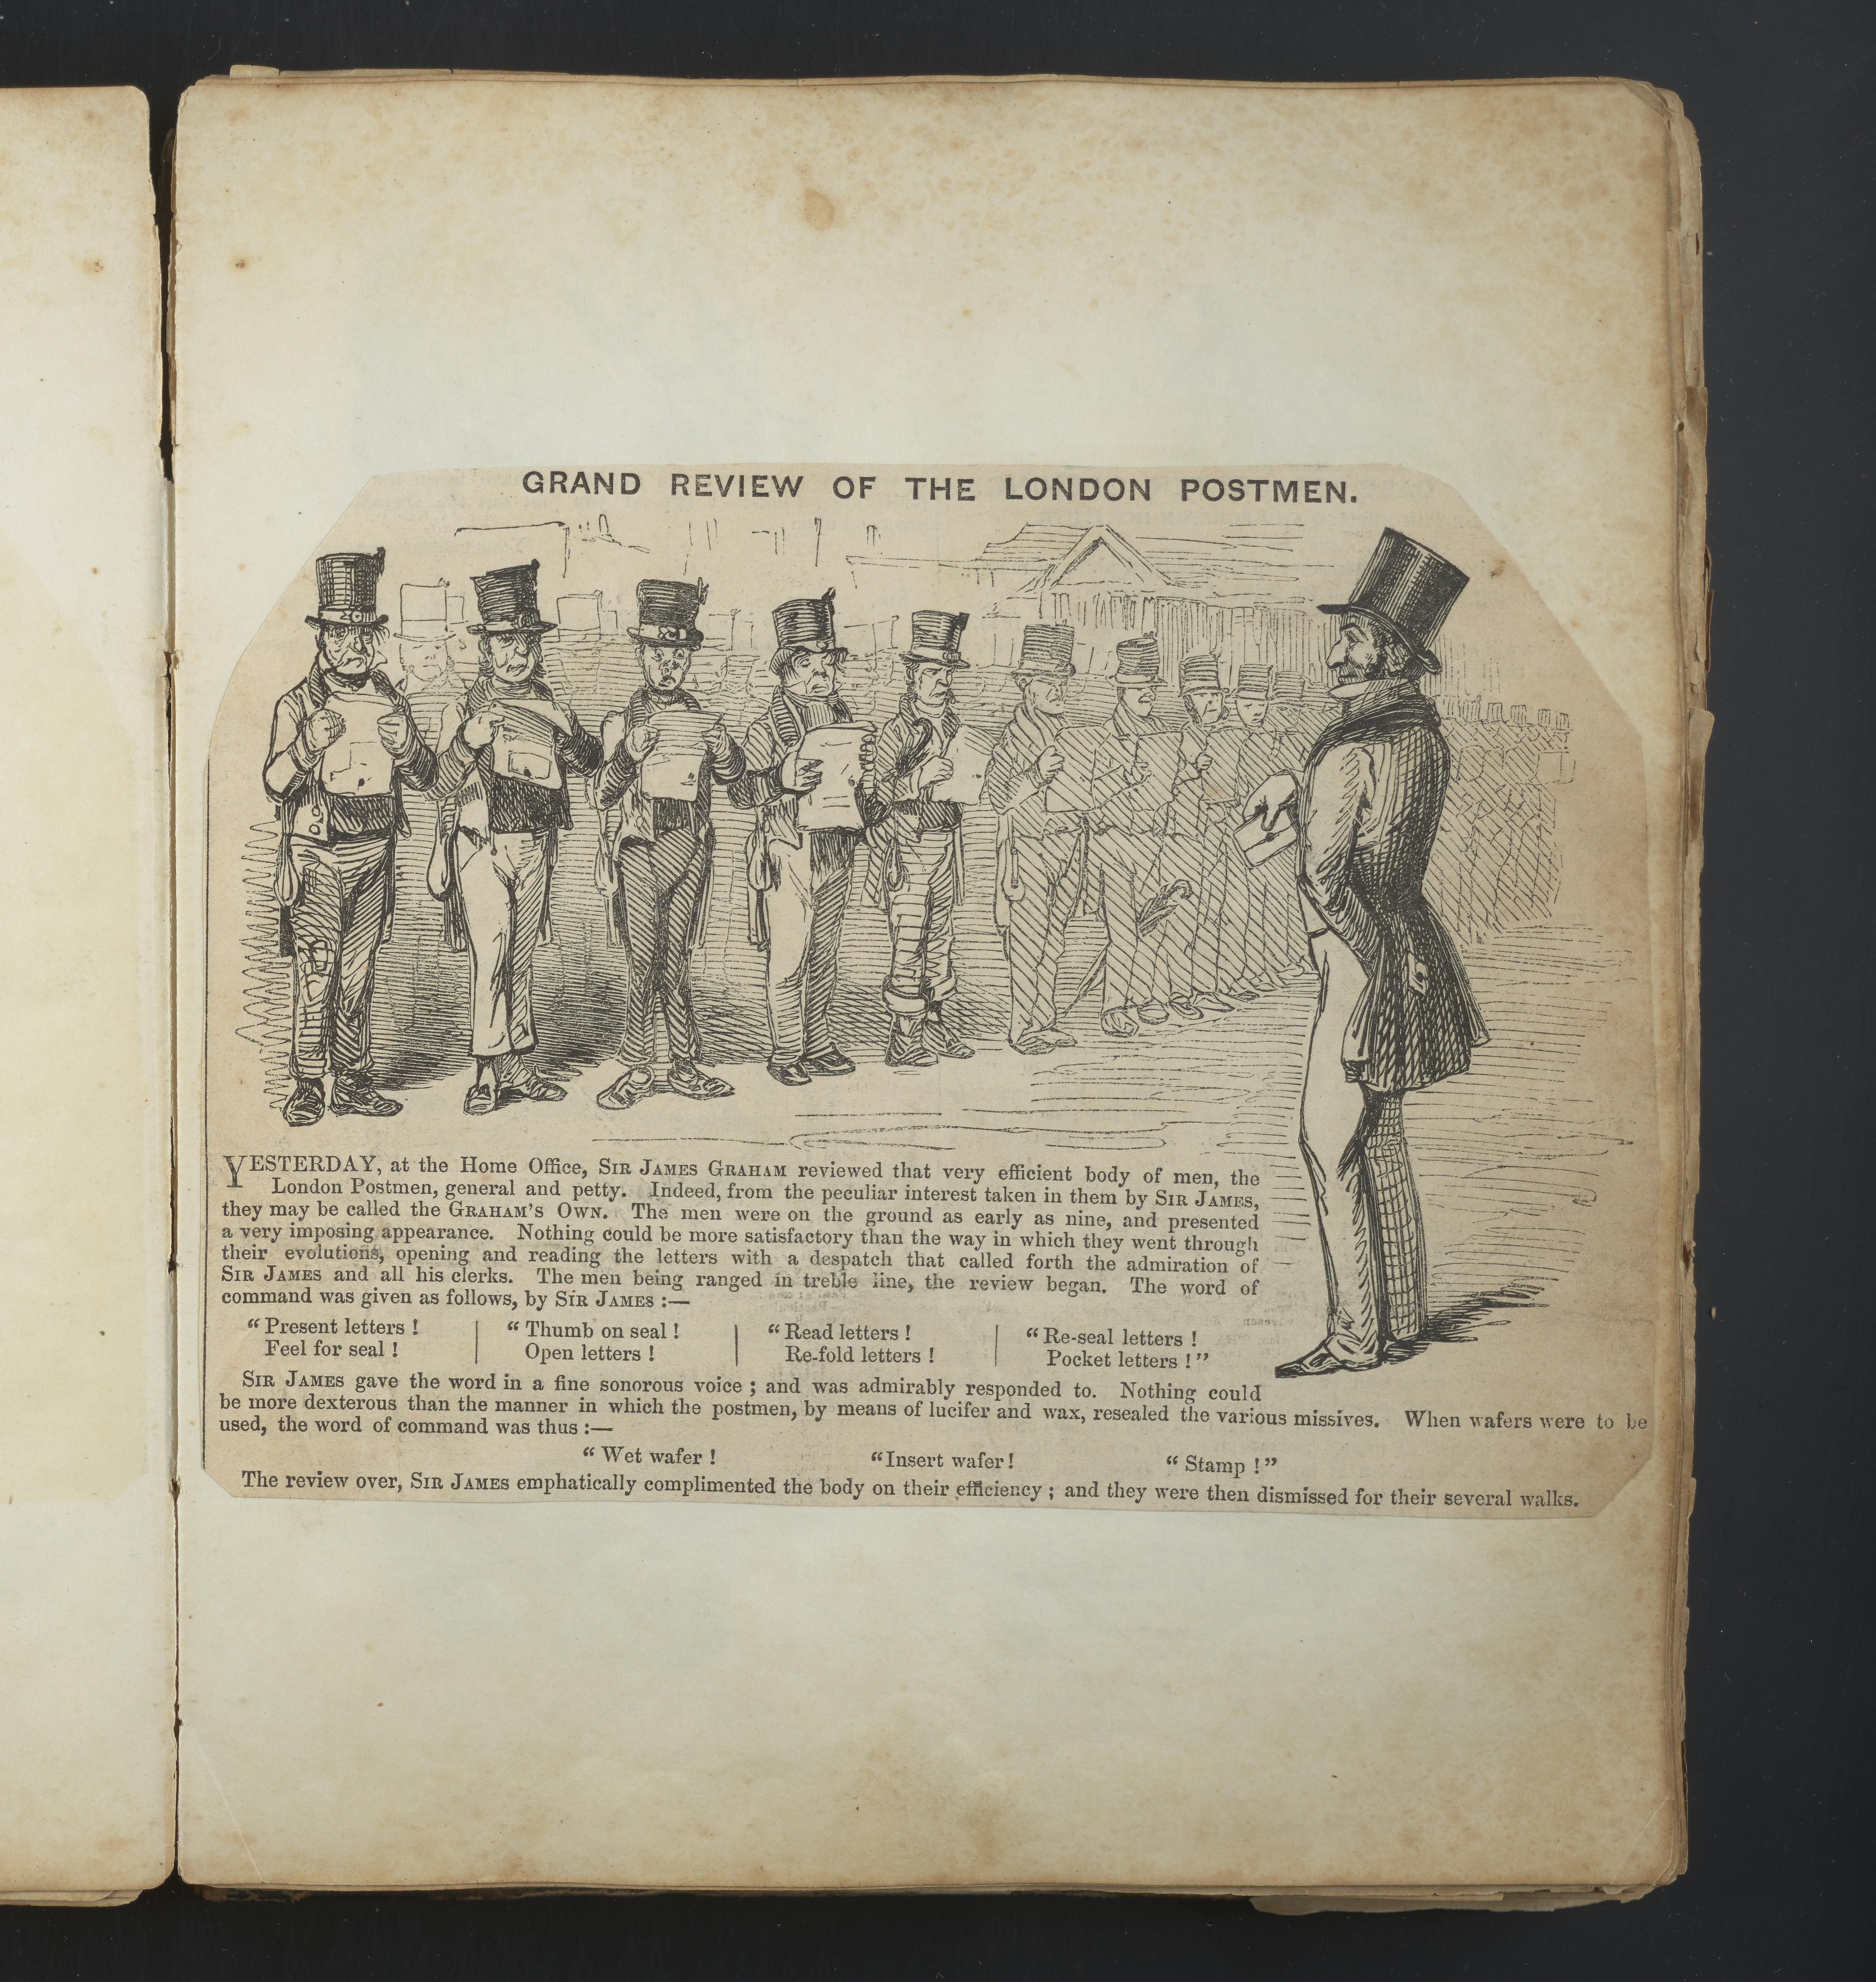 GRAND REVIEW OF THE LONDON POSTMEN.
YESTERDAY, at the Home Office, SIR JAMES GRAHAM reviewed that very efficient body of men, the
London Postmen, general and petty. Indeed, from the peculiar interest taken in them by SIR JAMES,
they may be called the GRAHAM'S OWN. The men were on the ground as early as nine, and presented
a very imposing appearance. Nothing could be more satisfactory than the way in which they went through
their evolutions, opening and reading the letters with a despatch that called forth the admiration of
SIR JAMES and all his clerks. The men being ranged in treble line, the review began. The word of
command was given as follows, by SIR JAMES :—
"Present letters !
Feel for seal !
"Thumb on seal !
Open letters !
"Read letters !
Re-fold letters !
"Re-seal letters !
Pocket letters !"
SIR JAMES gave the word in a fine sonorous voice ; and was admirably responded to. Nothing could
be more dexterous than the manner in which the postmen, by means of lucifer and wax, resealed the various missives. When wafers were to be
used, the word of command was thus :—
"Wet wafer ! "Insert wafer! "Stamp !"
The review over, SIR JAMES emphatically complimented the body on their efficiency ; and they were then dismissed for their several walks.